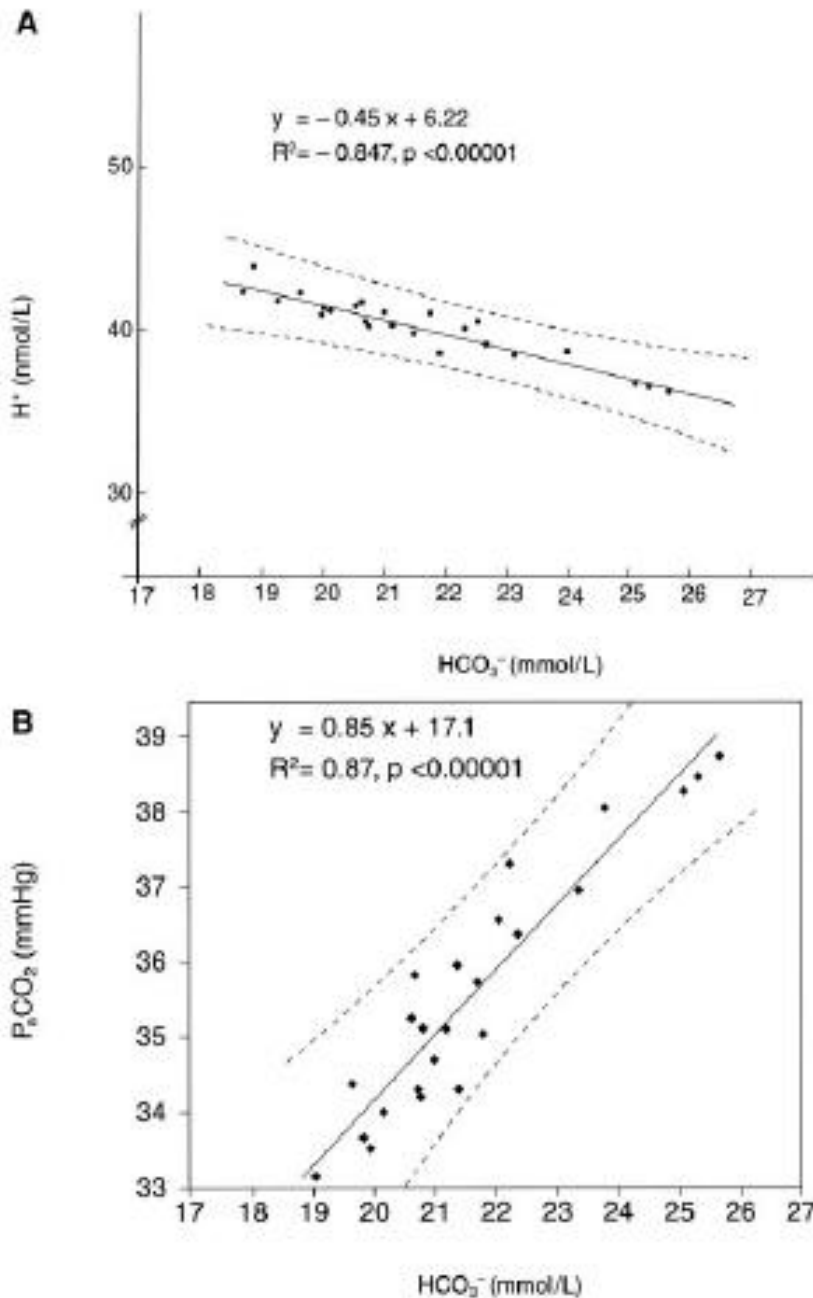 A
y = – 0.45 x + 6.22
R²= – 0.847, p <0.00001
50
40
30
H⁺ (nmol/L)
17 18 19 20 21 22 23 24 25 26 27
HCO₃⁻ (mmol/L)
B
y = 0.85 x + 17.1
R²= 0.87, p <0.00001
39
38
37
36
35
34
33
PₐCO₂ (mmHg)
17 18 19 20 21 22 23 24 25 26 27
HCO₃⁻ (mmol/L)